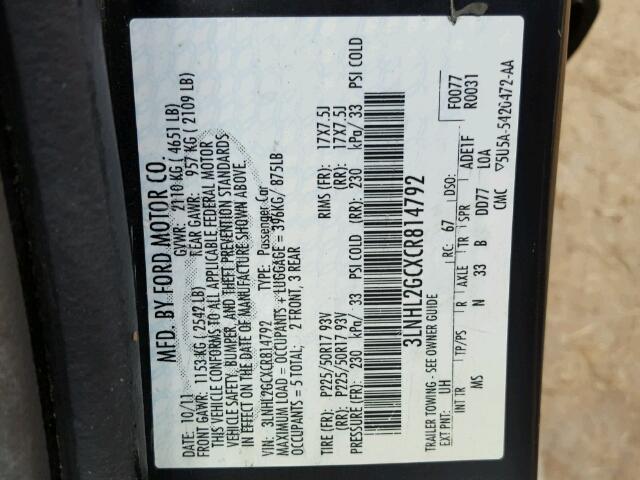 MFD. BY FORD MOTOR CO.
DATE: 10/11 GVWR: 2110 KG ( 4651 LB)
FRONT GAWR: 1153 KG ( 2542 LB) REAR GAWR: 957 KG ( 2109 LB)
THIS VEHICLE CONFORMS TO ALL APPLICABLE FEDERAL MOTOR
VEHICLE SAFETY, BUMPER, AND THEFT PREVENTION STANDARDS
IN EFFECT ON THE DATE OF MANUFACTURE SHOWN ABOVE.
VIN: 3LNHL2GCXCR814792 TYPE: Passenger Car
MAXIMUM LOAD = OCCUPANTS + LUGGAGE = 396KG/ 875LB
OCCUPANTS = 5 TOTAL; 2 FRONT, 3 REAR
TIRE (FR): P225/50R17 93V RIMS (FR): 17X7.5J
(RR): P225/50R17 93V (RR): 17X7.5J
PRESSURE (FR): 230 kPa/ 33 PSI COLD (RR): 230 kPa/ 33 PSI COLD
3LNHL2GCXCR814792
F0077
R0031
TRAILER TOWING - SEE OWNER GUIDE
EXT PNT: UH RC: 67 DSO: ADE1F
INT TR TP/PS R AXLE TR SPR LOA
MS N 33 B DD77
CMC ▽5U5A-5420472-AA